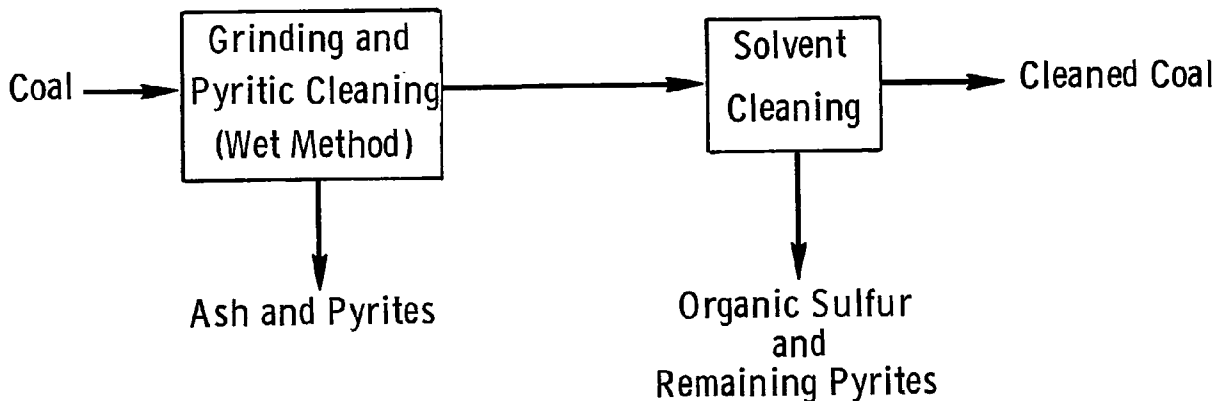 Coal
Grinding and
Pyritic Cleaning
(Wet Method)
Solvent
Cleaning
Cleaned Coal
Ash and Pyrites
Organic Sulfur
and
Remaining Pyrites